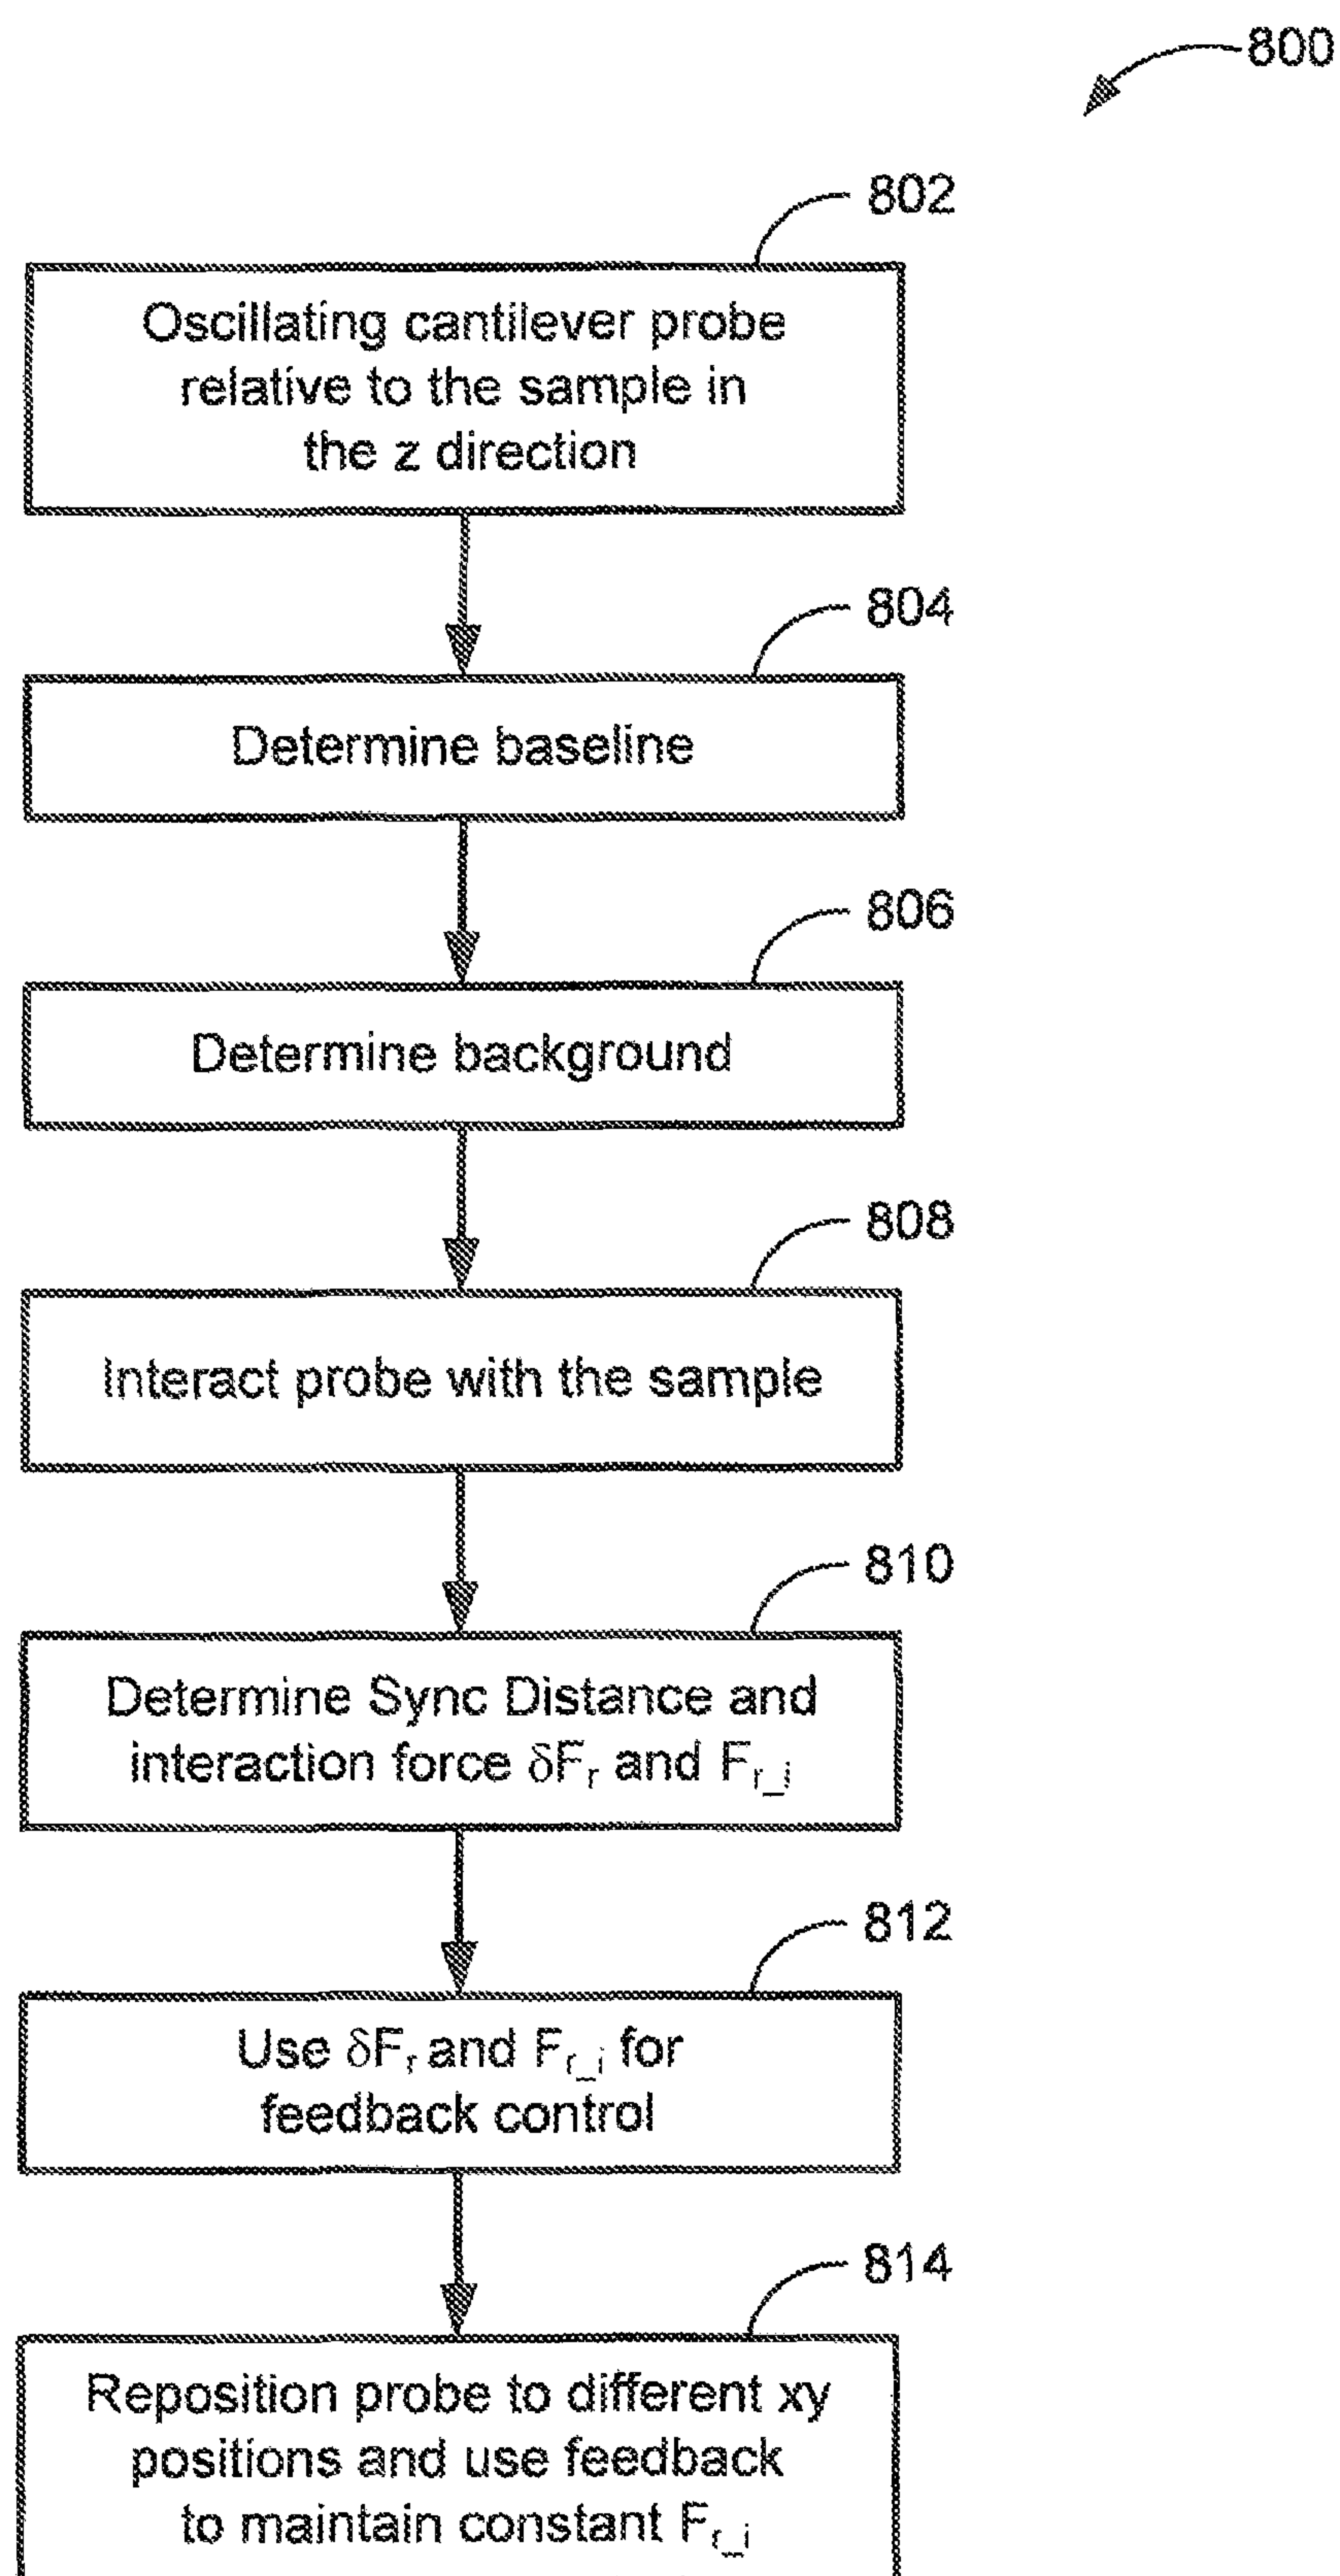 800
802
Oscillating cantilever probe
relative to the sample in
the z direction
804
Determine baseline
806
Determine background
808
Interact probe with the sample
810
Determine Sync Distance and
interaction force δFr and Fr_i
812
Use δFr and Fr_i for
feedback control
814
Reposition probe to different xy
positions and use feedback
to maintain constant Fr_i